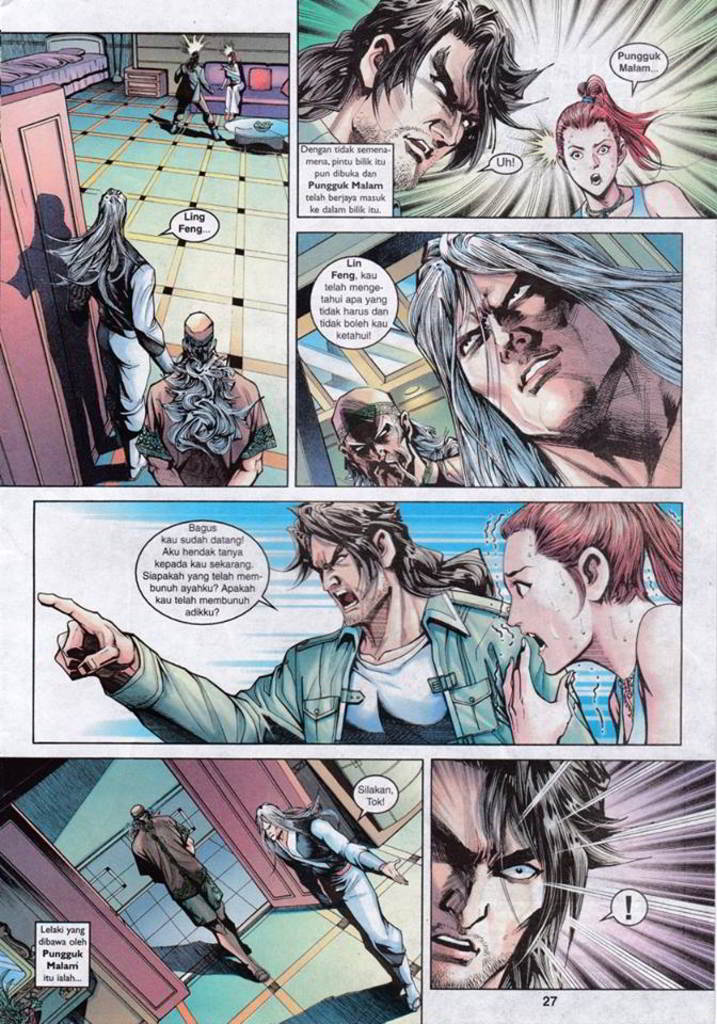 Ling
Feng...
Dengan tidak semena-
mena, pintu bilik itu
pun dibuka dan
Pungguk Malam
telah berjaya masuk
ke dalam bilik itu.
Uh!
Pungguk
Malam...
Lin
Feng, kau
telah menge-
tahui apa yang
tidak harus dan
tidak boleh kau
ketahui!
Bagus
kau sudah datang!
Aku hendak tanya
kepada kau sekarang.
Siapakah yang telah mem-
bunuh ayahku? Apakah
kau telah membunuh
adikku?
Silakan,
Tok!
Lelaki yang
dibawa oleh
Pungguk
Malam
itu ialah...
!
27